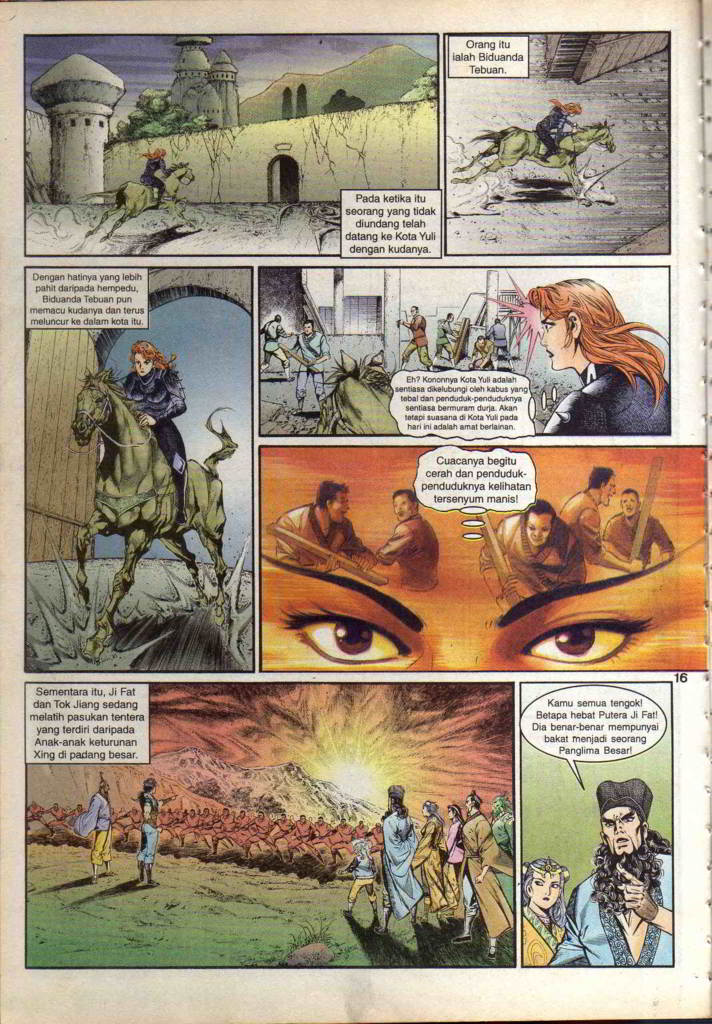 Pada ketika itu
seorang yang tidak
diundang telah
datang ke Kota Yuli
dengan kudanya.
Orang itu
ialah Biduanda
Tebuan.
Dengan hatinya yang lebih
pahit daripada hempedu,
Biduanda Tebuan pun
memacu kudanya dan terus
meluncur ke dalam kota itu.
Eh? Kononnya Kota Yuli adalah
sentiasa dikelubungi oleh kabus yang
tebal dan penduduk-penduduknya
sentiasa bermuram durja. Akan
tetapi suasana di Kota Yuli pada
hari ini adalah amat berlainan.
!!
Cuacanya begitu
cerah dan penduduk-
penduduknya kelihatan
tersenyum manis!
16
Sementara itu, Ji Fat
dan Tok Jiang sedang
melatih pasukan tentera
yang terdiri daripada
Anak-anak keturunan
Xing di padang besar.
Kamu semua tengok!
Betapa hebat Putera Ji Fat!
Dia benar-benar mempunyai
bakat menjadi seorang
Panglima Besar!